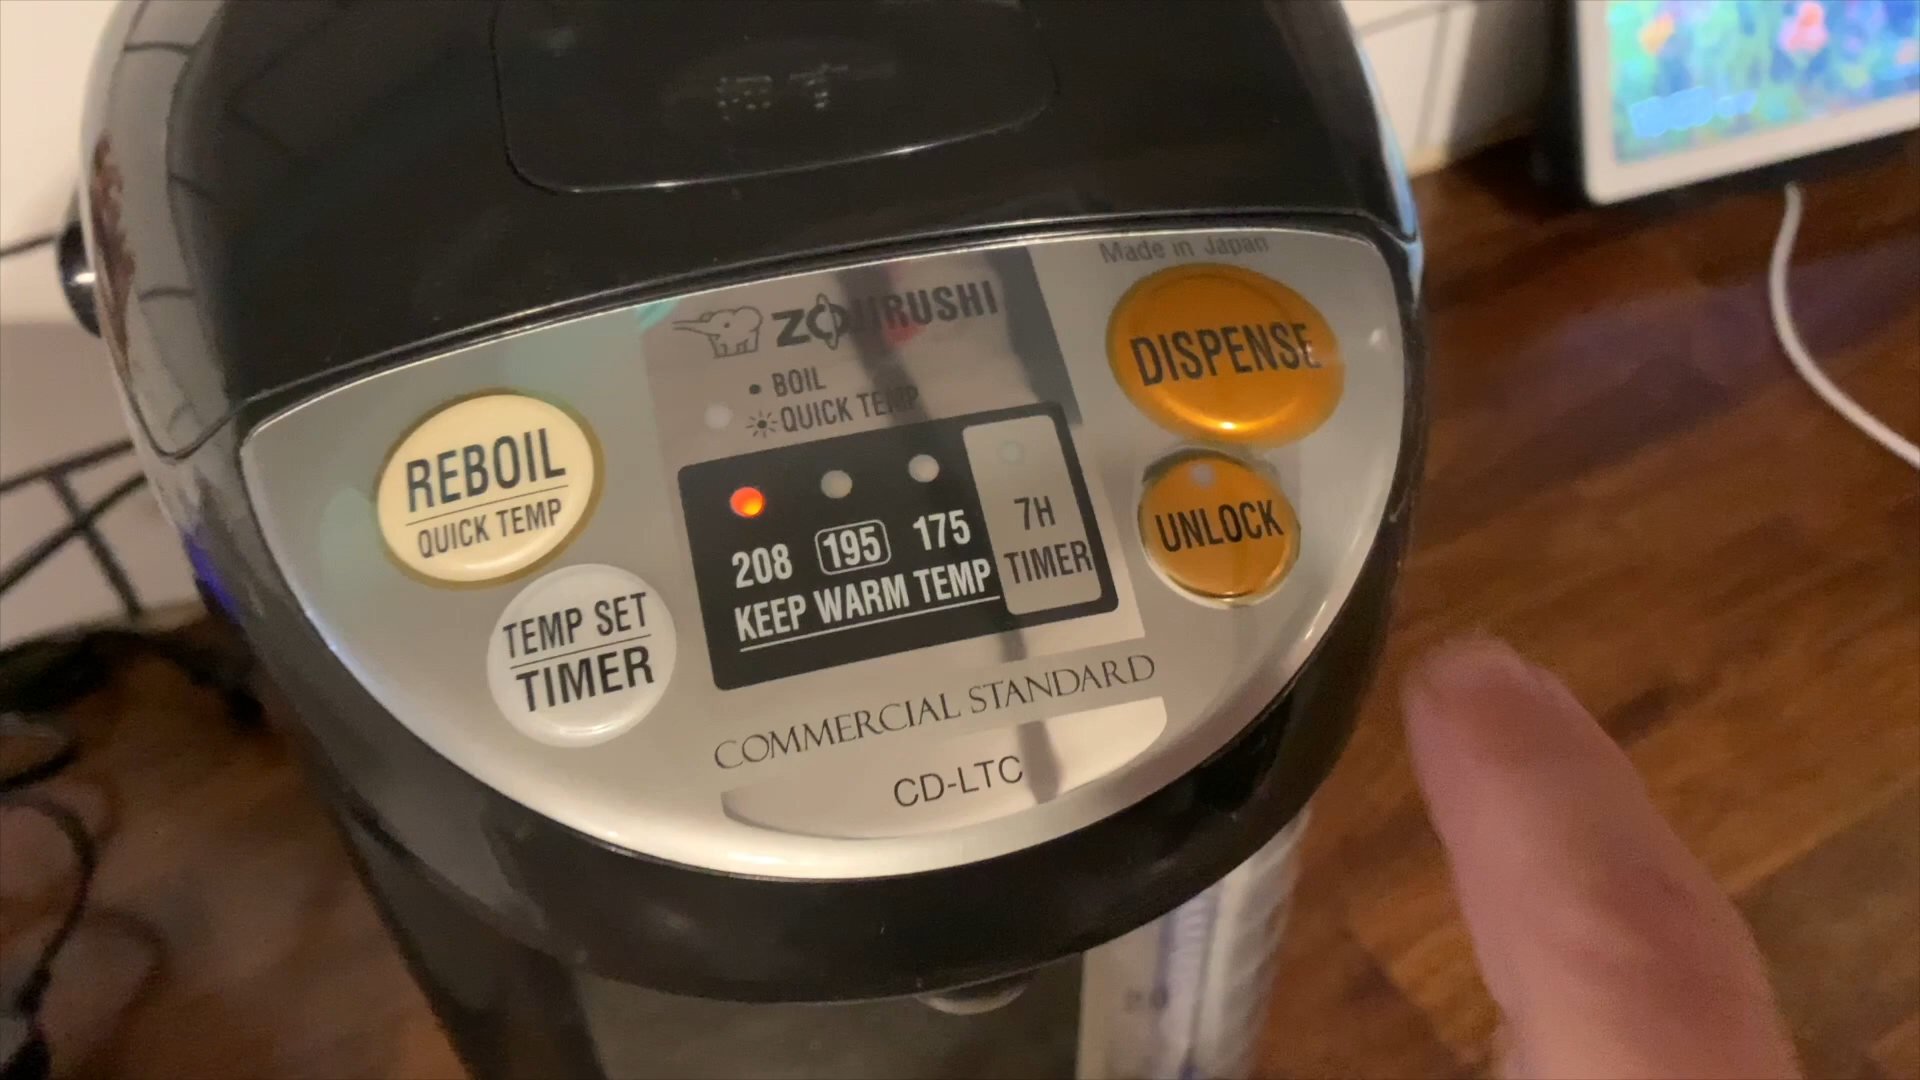 Made in Japan
ZOJIRUSHI
DISPENSE
• BOIL
QUICK TEMP
REBOIL
QUICK TEMP
UNLOCK
208 195 175
KEEP WARM TEMP
7H
TIMER
TEMP SET
TIMER
COMMERCIAL STANDARD
CD-LTC